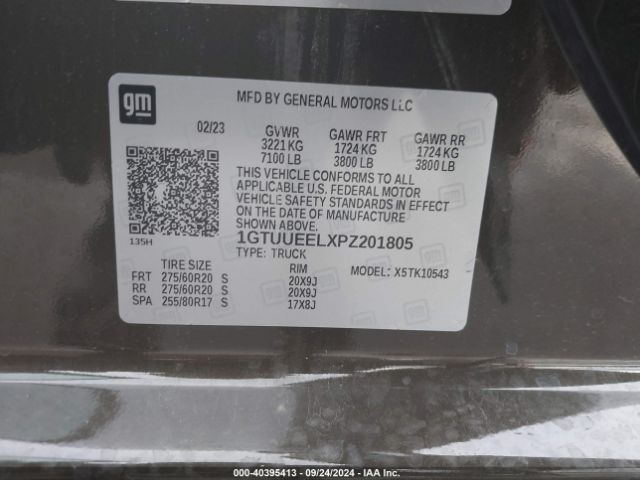 gm
MFD BY GENERAL MOTORS LLC
02/23 GVWR GAWR FRT GAWR RR
3221 KG 1724 KG 1724 KG
7100 LB 3800 LB 3800 LB
THIS VEHICLE CONFORMS TO ALL
APPLICABLE U.S. FEDERAL MOTOR
VEHICLE SAFETY STANDARDS IN EFFECT
ON THE DATE OF MANUFACTURE
SHOWN ABOVE.
135H
1GTUUEELXPZ201805
TYPE: TRUCK
TIRE SIZE RIM MODEL: X5TK10543
FRT 275/60R20 S 20X9J
RR 275/60R20 S 20X9J
SPA 255/80R17 S 17X8J
000-40395413 - 09/24/2024 - IAA Inc.